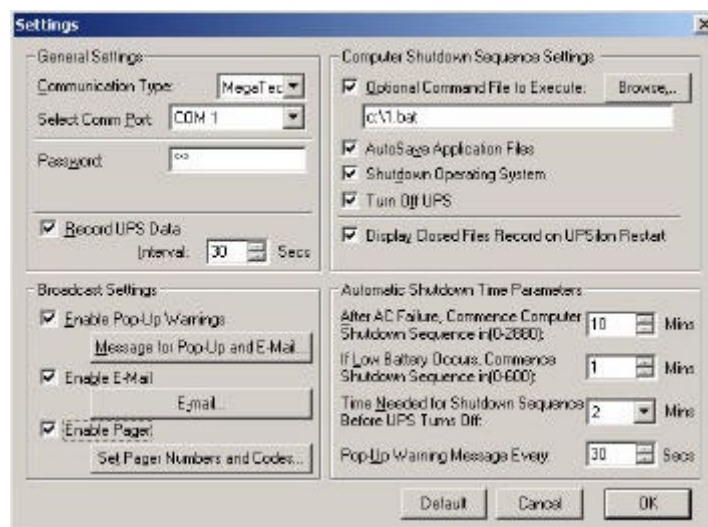 Settings
General Settings
Communication Type: MegaTec
Select Comm Port: COM 1
Password: **
Record UPS Data
Interval: 30 Secs
Broadcast Settings
Enable Pop-Up Warnings
Message for Pop-Up and E-Mail...
Enable E-Mail
E-mail...
Enable Pager
Set Pager Numbers and Codes...
Computer Shutdown Sequence Settings
Optional Command File to Execute: Browse...
c:\1.bat
AutoSave Application Files
Shutdown Operating System
Turn Off UPS
Display Closed Files Record on UPSilon Restart
Automatic Shutdown Time Parameters
After AC Failure, Commence Computer
Shutdown Sequence in(0-2880): 10 Mins
If Low Battery Occurs, Commence
Shutdown Sequence in(0-600): 1 Mins
Time Needed for Shutdown Sequence
Before UPS Turns Off: 2 Mins
Pop-Up Warning Message Every: 30 Secs
Default Cancel OK